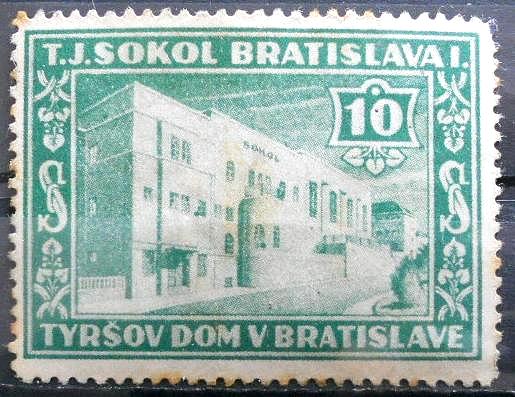 T.J. SOKOL BRATISLAVA I.
10
SOKOL
TYRŠOV DOM V. BRATISLAVE